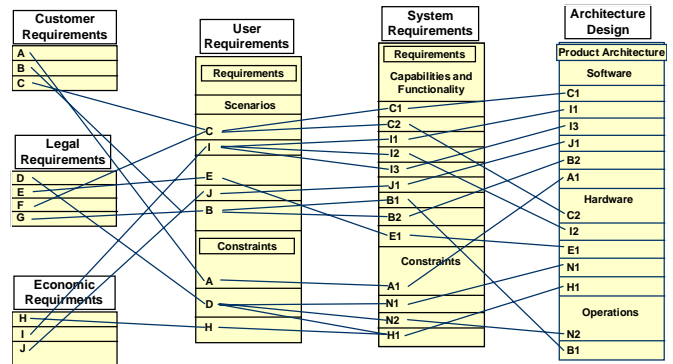 Customer
Requirements
A
B
C
Legal
Requirements
D
E
F
G
Economic
Requirments
H
I
J
User
Requirements
Requirements
Scenarios
C
I
E
J
B
Constraints
A
D
H
System
Requirements
Requirements
Capabilities and
Functionality
C1
C2
I1
I2
I3
J1
B1
B2
E1
Constraints
A1
N1
N2
H1
Architecture
Design
Product Architecture
Software
C1
I1
I3
J1
B2
A1
Hardware
C2
I2
E1
N1
H1
Operations
N2
B1